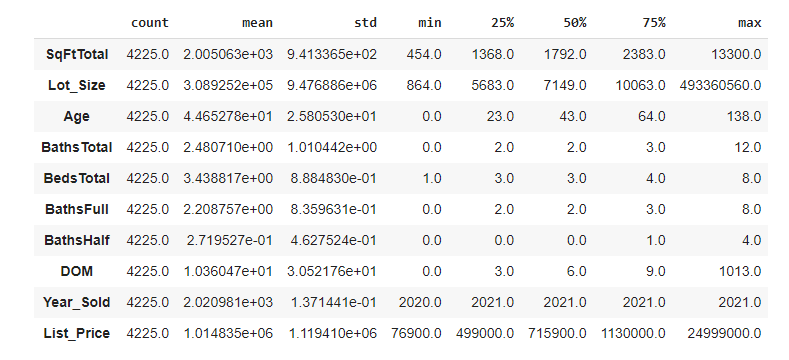 count mean std min 25% 50% 75% max
SqFtTotal 4225.0 2.005063e+03 9.413365e+02 454.0 1368.0 1792.0 2383.0 13300.0
Lot_Size 4225.0 3.089252e+05 9.476886e+06 864.0 5683.0 7149.0 10063.0 493360560.0
Age 4225.0 4.465278e+01 2.580530e+01 0.0 23.0 43.0 64.0 138.0
BathsTotal 4225.0 2.480710e+00 1.010442e+00 0.0 2.0 2.0 3.0 12.0
BedsTotal 4225.0 3.438817e+00 8.884830e-01 1.0 3.0 3.0 4.0 8.0
BathsFull 4225.0 2.208757e+00 8.359631e-01 0.0 2.0 2.0 3.0 8.0
BathsHalf 4225.0 2.719527e-01 4.627524e-01 0.0 0.0 0.0 1.0 4.0
DOM 4225.0 1.036047e+01 3.052176e+01 0.0 3.0 6.0 9.0 1013.0
Year_Sold 4225.0 2.020981e+03 1.371441e-01 2020.0 2021.0 2021.0 2021.0 2021.0
List_Price 4225.0 1.014835e+06 1.119410e+06 76900.0 499000.0 715900.0 1130000.0 24999000.0